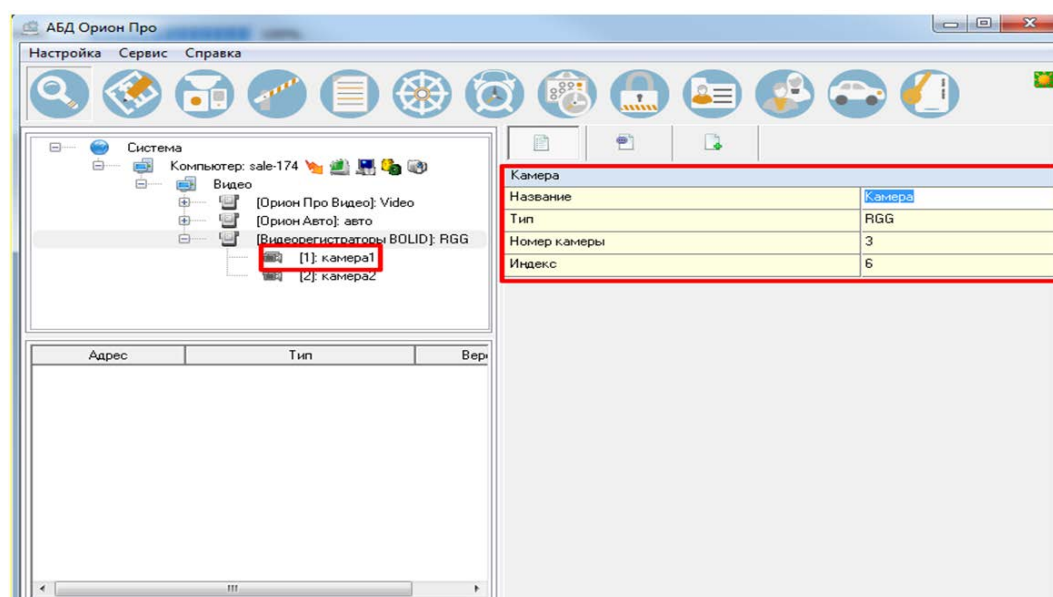 АБД Орион Про
Настройка Сервис Справка
Система
Компьютер: sale-174
Видео
[Орион Про Видео]: Video
[Орион Авто]: авто
[Видеорегистраторы BOLID]: RGG
[1]: камера1
[2]: камера2
Адрес Тип
Камера
Название Камера
Тип RGG
Номер камеры 3
Индекс 6